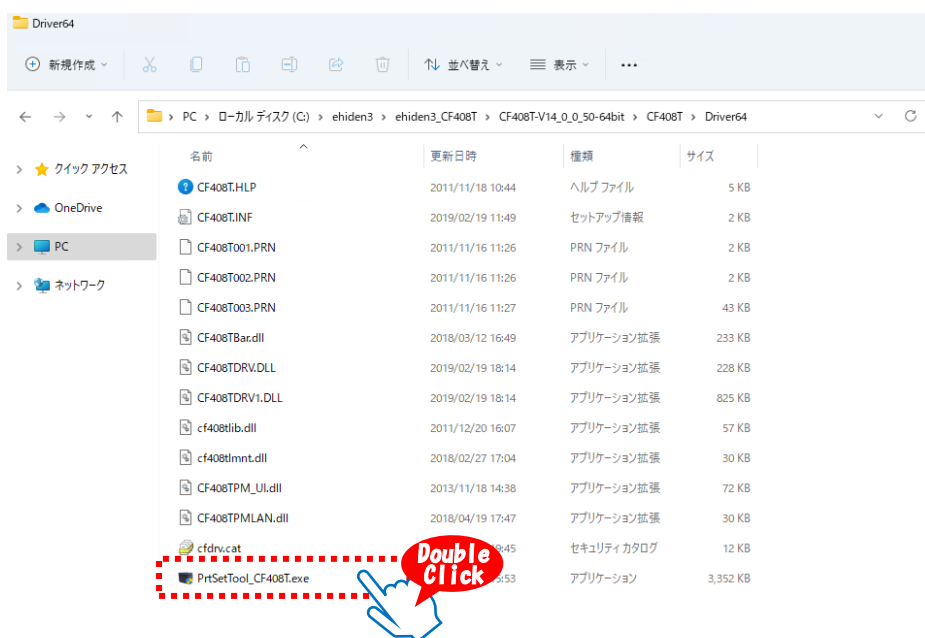 Driver64
新規作成
並べ替え
表示
PC > ローカル ディスク (C:) > ehiden3 > ehiden3_CF408T > CF408T-V14_0_0_50-64bit > CF408T > Driver64
クイック アクセス
OneDrive
PC
ネットワーク
名前 更新日時 種類 サイズ
CF408T.HLP 2011/11/18 10:44 ヘルプ ファイル 5 KB
CF408T.INF 2019/02/19 11:49 セットアップ情報 2 KB
CF408T001.PRN 2011/11/16 11:26 PRN ファイル 2 KB
CF408T002.PRN 2011/11/16 11:26 PRN ファイル 2 KB
CF408T003.PRN 2011/11/16 11:27 PRN ファイル 43 KB
CF408TBar.dll 2018/03/12 16:49 アプリケーション拡張 233 KB
CF408TDRV.DLL 2019/02/19 18:14 アプリケーション拡張 228 KB
CF408TDRV1.DLL 2019/02/19 18:14 アプリケーション拡張 825 KB
cf408tlib.dll 2011/12/20 16:07 アプリケーション拡張 57 KB
cf408tlmnt.dll 2018/02/27 17:04 アプリケーション拡張 30 KB
CF408TPM_UI.dll 2013/11/18 14:38 アプリケーション拡張 72 KB
CF408TPMLAN.dll 2018/04/19 17:47 アプリケーション拡張 30 KB
cfdrv.cat セキュリティ カタログ 12 KB
PrtSetTool_CF408T.exe アプリケーション 3,352 KB
Double
Click